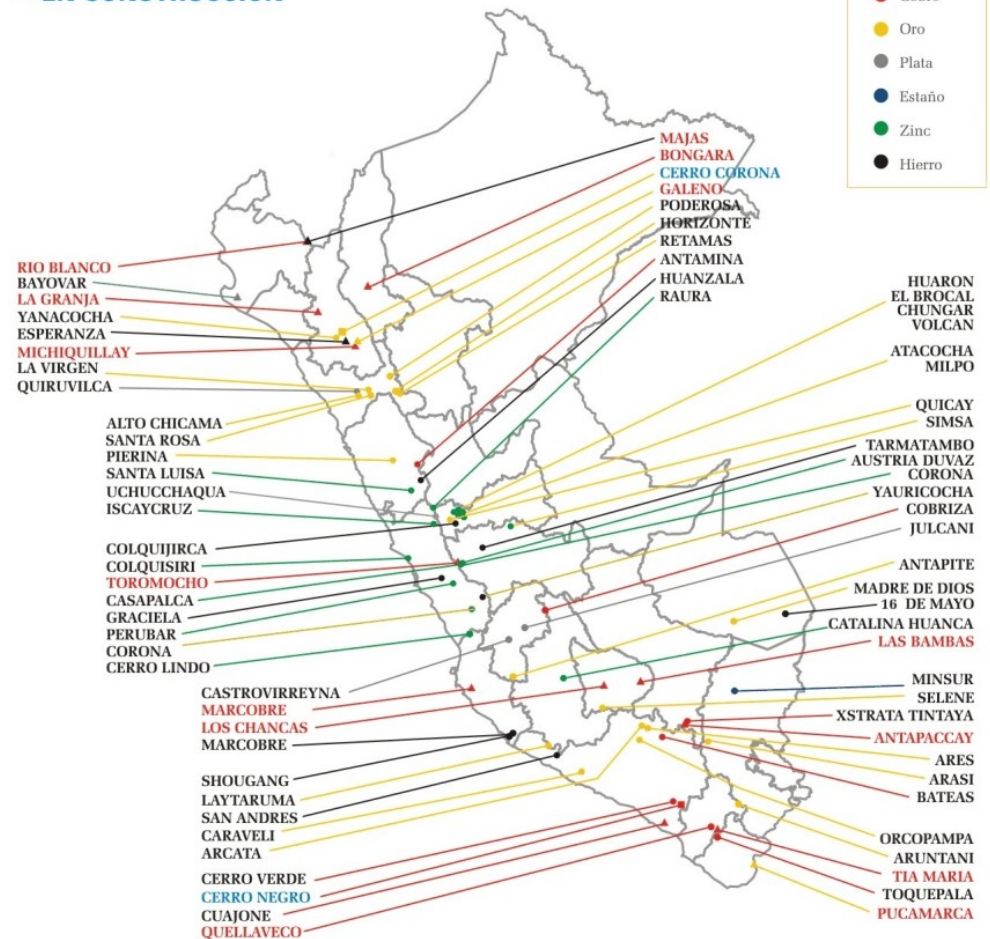 EN CONSTRUCCIÓN
Cobre
Oro
Plata
Estaño
Zinc
Hierro
MAJAS
BONGARA
CERRO CORONA
GALENO
PODEROSA
HORIZONTE
RETAMAS
ANTAMINA
HUANZALA
RAURA
RIO BLANCO
BAYOVAR
LA GRANJA
YANACOCHA
ESPERANZA
MICHIQUILLAY
LA VIRGEN
QUIRUVILCA
ALTO CHICAMA
SANTA ROSA
PIERINA
SANTA LUISA
UCHUCCHAQUA
ISCAYCRUZ
COLQUIJIRCA
COLQUISIRI
TOROMOCHO
CASAPALCA
GRACIELA
PERUBAR
CORONA
CERRO LINDO
CASTROVIRREYNA
MARCOBRE
LOS CHANCAS
MARCOBRE
SHOUGANG
LAYTARUMA
SAN ANDRES
CARAVELI
ARCATA
CERRO VERDE
CERRO NEGRO
CUAJONE
QUELLAVECO
HUARON
EL BROCAL
CHUNGAR
VOLCAN
ATACOCHA
MILPO
QUICAY
SIMSA
TARMATAMBO
AUSTRIA DUVAZ
CORONA
YAURICOCHA
COBRIZA
JULCANI
ANTAPITE
MADRE DE DIOS
16 DE MAYO
CATALINA HUANCA
LAS BAMBAS
MINSUR
SELENE
XSTRATA TINTAYA
ANTAPACCAY
ARES
ARASI
BATEAS
ORCOPAMPA
ARUNTANI
TIA MARIA
TOQUEPALA
PUCAMARCA